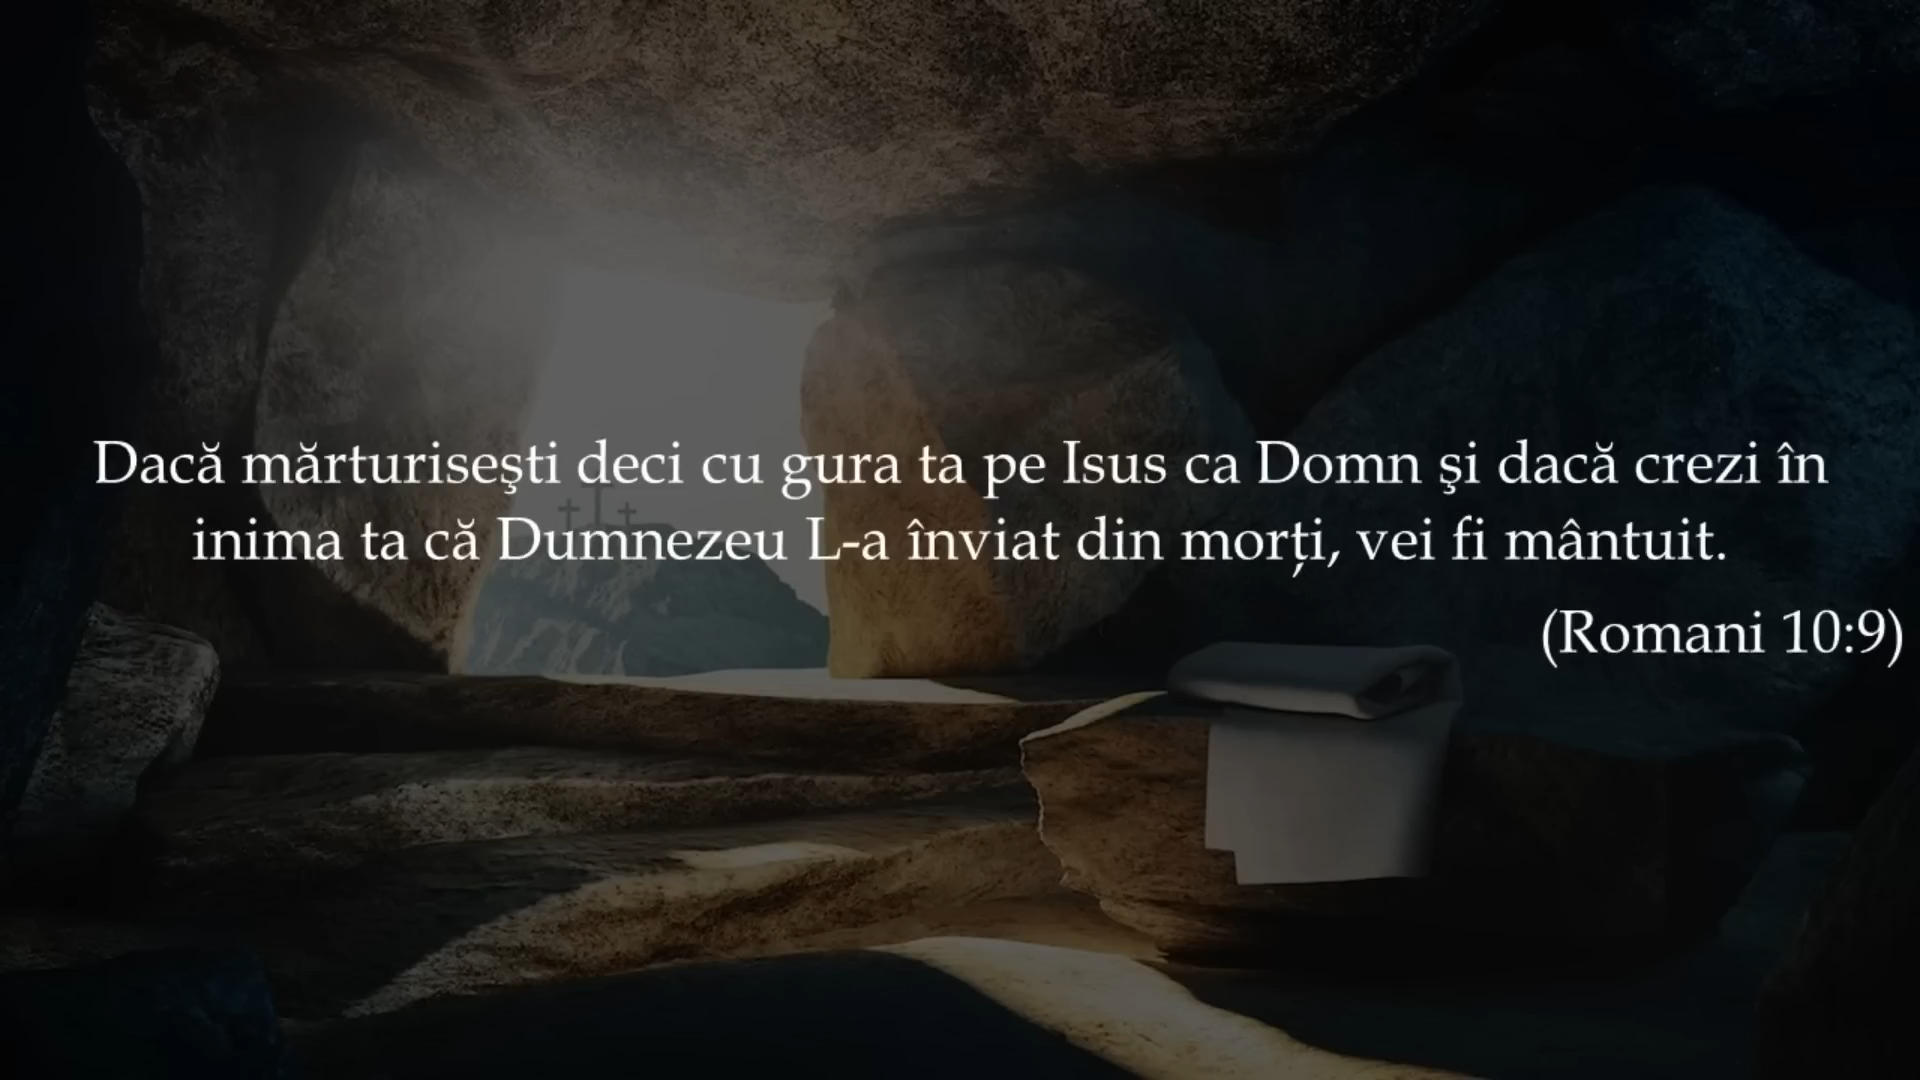 Dacă mărturiseşti deci cu gura ta pe Isus ca Domn şi dacă crezi în
inima ta că Dumnezeu L-a înviat din morţi, vei fi mântuit.
(Romani 10:9)